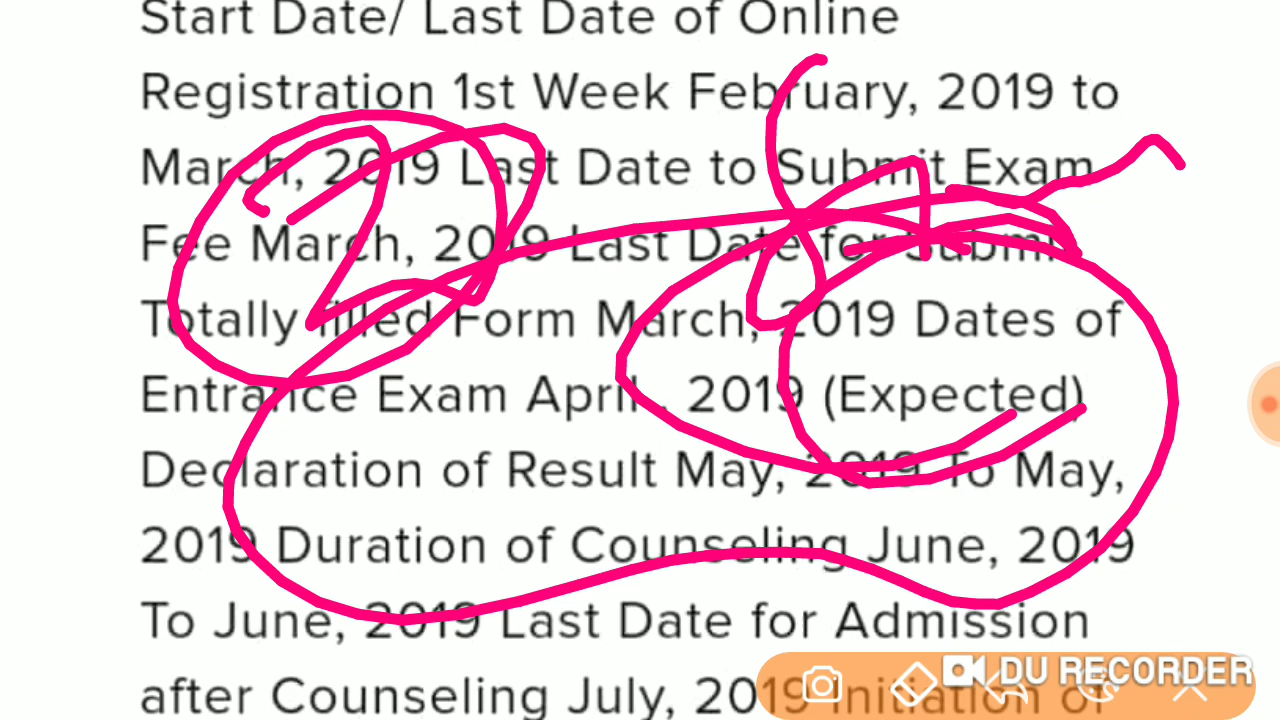 Start Date/ Last Date of Online
Registration 1st Week February, 2019 to
March, 2019 Last Date to Submit Exam
Fee March, 2019 Last Date for Submit
Totally filled Form March, 2019 Dates of
Entrance Exam April, 2019 (Expected)
Declaration of Result May, 2019 To May,
2019 Duration of Counseling June, 2019
To June, 2019 Last Date for Admission
after Counseling July, 2019 Initiation of
DU RECORDER